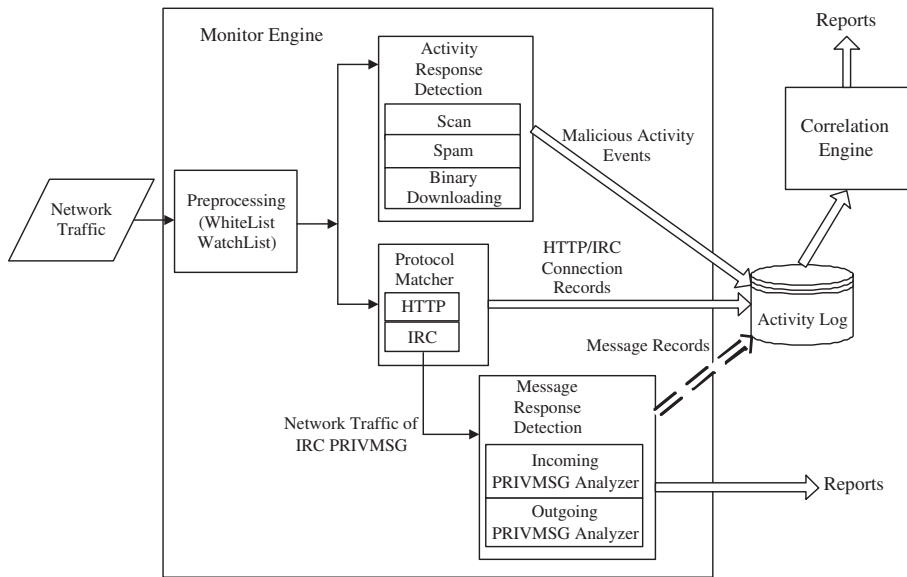 Monitor Engine
Network
Traffic
Preprocessing
(WhiteList
WatchList)
Activity
Response
Detection
Scan
Spam
Binary
Downloading
Protocol
Matcher
HTTP
IRC
Network Traffic of
IRC PRIVMSG
Message
Response
Detection
Incoming
PRIVMSG Analyzer
Outgoing
PRIVMSG Analyzer
Malicious Activity
Events
HTTP/IRC
Connection
Records
Message Records
Activity Log
Correlation
Engine
Reports
Reports